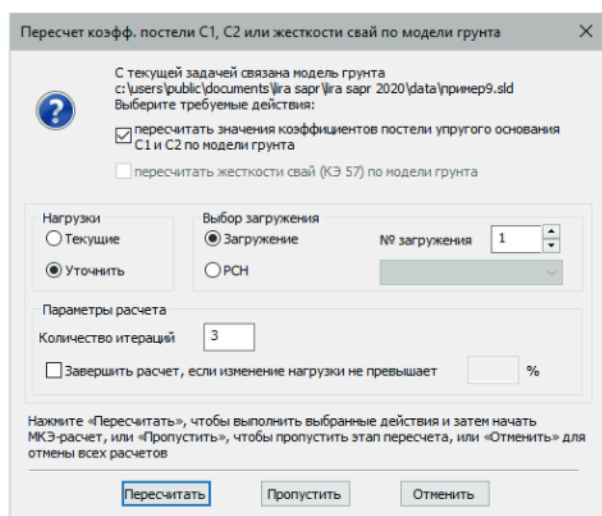 Пересчет коэфф. постели C1, C2 или жесткости свай по модели грунта
С текущей задачей связана модель грунта
c:\users\public\documents\lira sapr\lira sapr 2020\data\пример9.sld
Выберите требуемые действия:
пересчитать значения коэффициентов постели упругого основания
C1 и C2 по модели грунта
пересчитать жесткости свай (КЭ 57) по модели грунта
Нагрузки
Выбор загружения
Текущие
Загружение
№ загружения
1
Уточнить
РСН
Параметры расчета
Количество итераций
3
Завершить расчет, если изменение нагрузки не превышает
%
Нажмите «Пересчитать», чтобы выполнить выбранные действия и затем начать
МКЭ-расчет, или «Пропустить», чтобы пропустить этап пересчета, или «Отменить» для
отмены всех расчетов
Пересчитать
Пропустить
Отменить